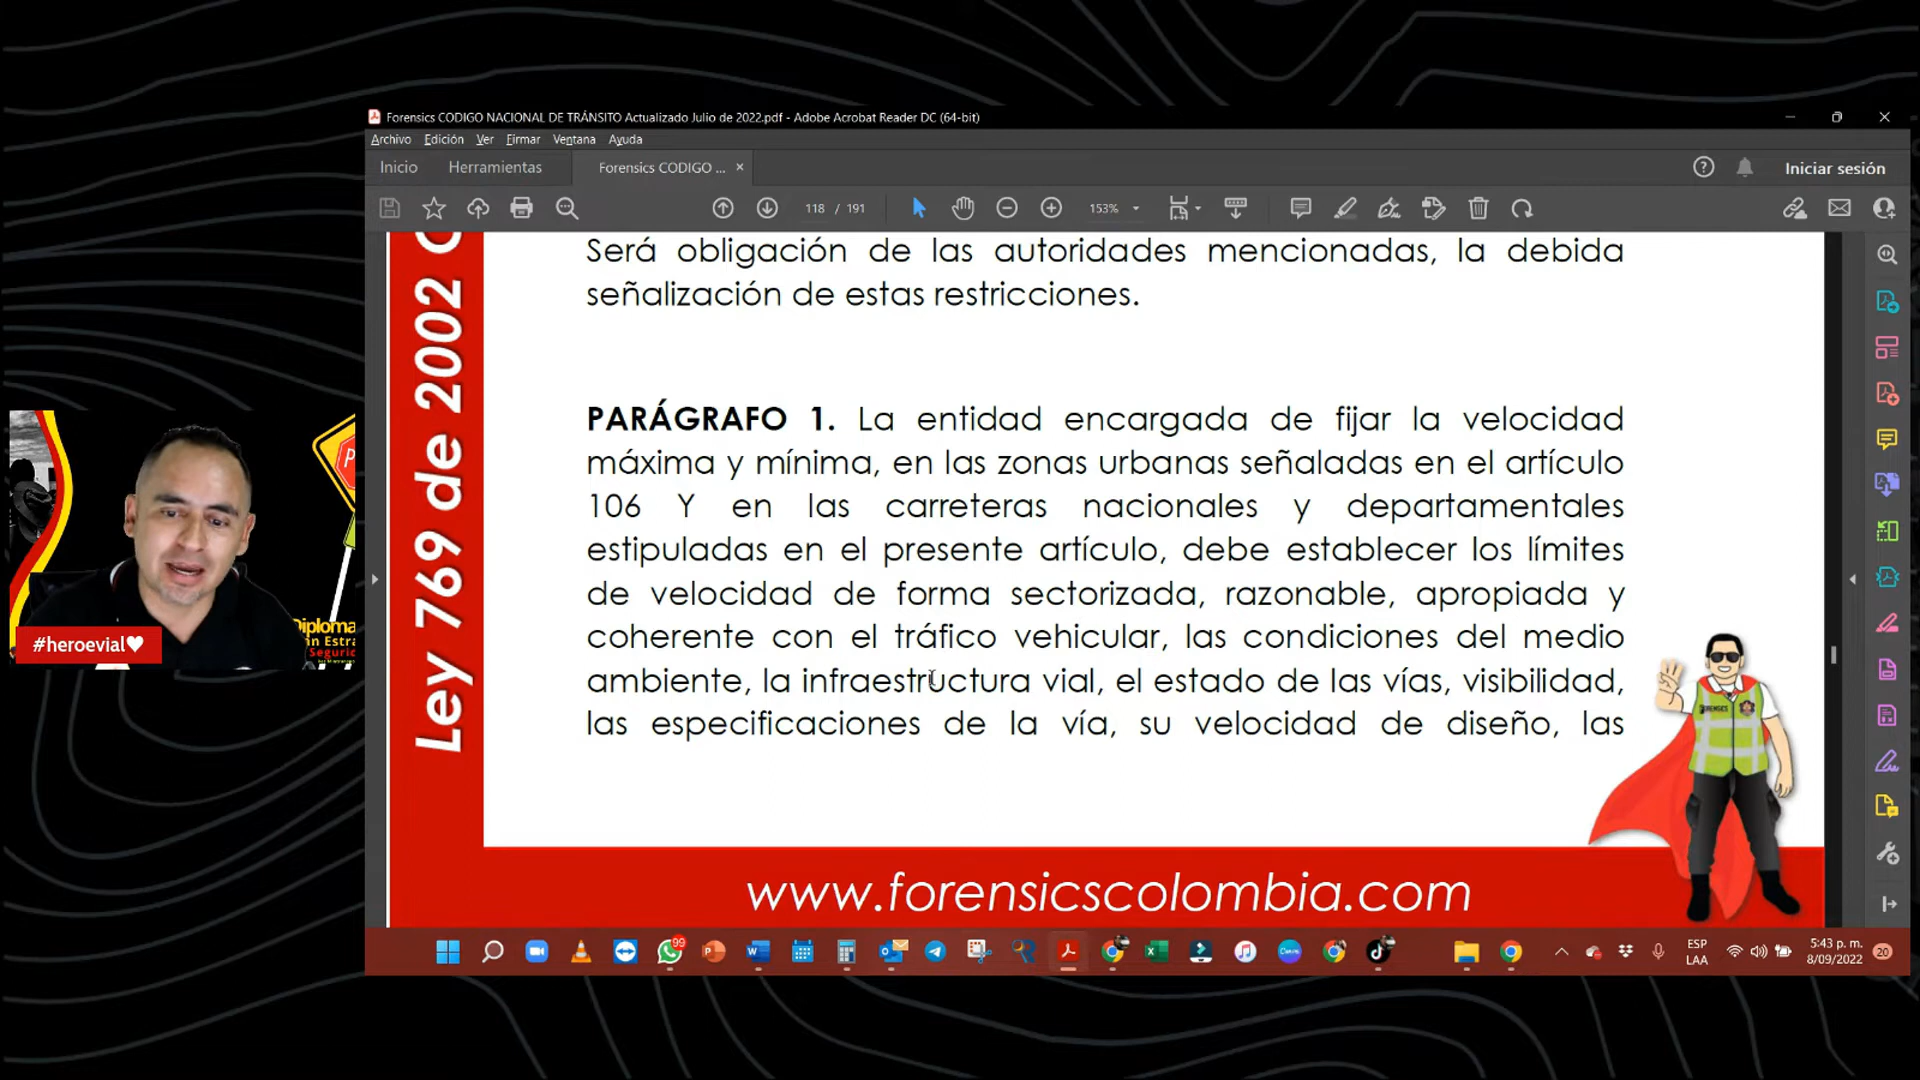 Forensics CODIGO NACIONAL DE TRÁNSITO Actualizado Julio de 2022.pdf - Adobe Acrobat Reader DC (64-bit)
Archivo Edición Ver Firmar Ventana Ayuda
Inicio Herramientas Forensics CODIGO ... × Iniciar sesión
118 / 191 153%
Ley 769 de 2002
Será obligación de las autoridades mencionadas, la debida
señalización de estas restricciones.
PARÁGRAFO 1. La entidad encargada de fijar la velocidad
máxima y mínima, en las zonas urbanas señaladas en el artículo
106 Y en las carreteras nacionales y departamentales
estipuladas en el presente artículo, debe establecer los límites
de velocidad de forma sectorizada, razonable, apropiada y
coherente con el tráfico vehicular, las condiciones del medio
ambiente, la infraestructura vial, el estado de las vías, visibilidad,
las especificaciones de la vía, su velocidad de diseño, las
www.forensicscolombia.com
#heroevial♥
99
ESP
LAA
5:43 p. m.
8/09/2022
20